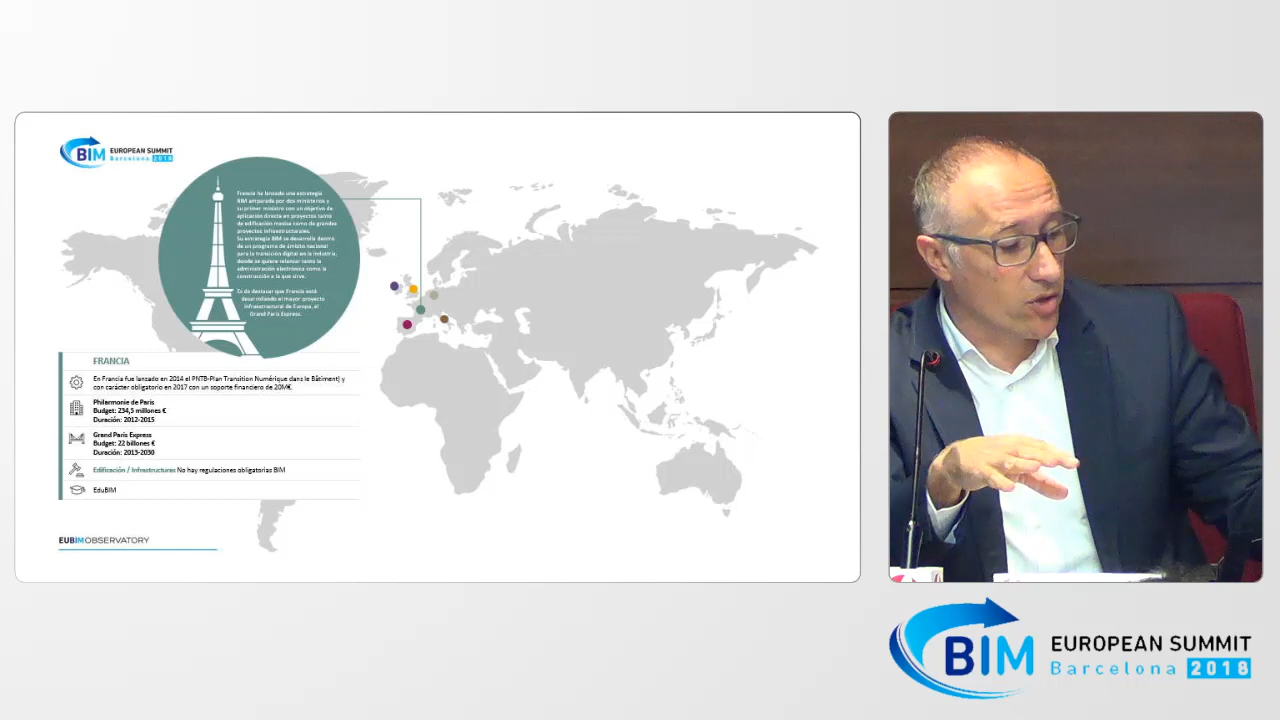 BIM EUROPEAN SUMMIT
Barcelona 2018
Francia ha lanzado una estrategia
BIM amparada por dos ministerios y
su primer ministro con un objetivo de
aplicación directa en proyectos tanto
de edificación masiva como de grandes
proyectos infraestructurales.
Su estrategia BIM se desarrolla dentro
de un programa de ámbito nacional
para la transición digital en la industria,
donde se quiere relanzar tanto la
administración electrónica como la
construcción a la que sirve.
Es de destacar que Francia está
desarrollando el mayor proyecto
infraestructural de Europa, el
Grand Paris Express.
FRANCIA
En Francia fue lanzado en 2014 el PNTB-Plan Transition Numérique dans le Bâtiment) y
con carácter obligatorio en 2017 con un soporte financiero de 20M€.
Philarmonie de Paris
Budget: 234,5 millones €
Duración: 2012-2015
Grand Paris Express
Budget: 22 billones €
Duración: 2013-2030
Edificación / Infrastructures No hay regulaciones obligatorias BIM
EduBIM
EUBIMOBSERVATORY
BIM EUROPEAN SUMMIT
Barcelona 2018